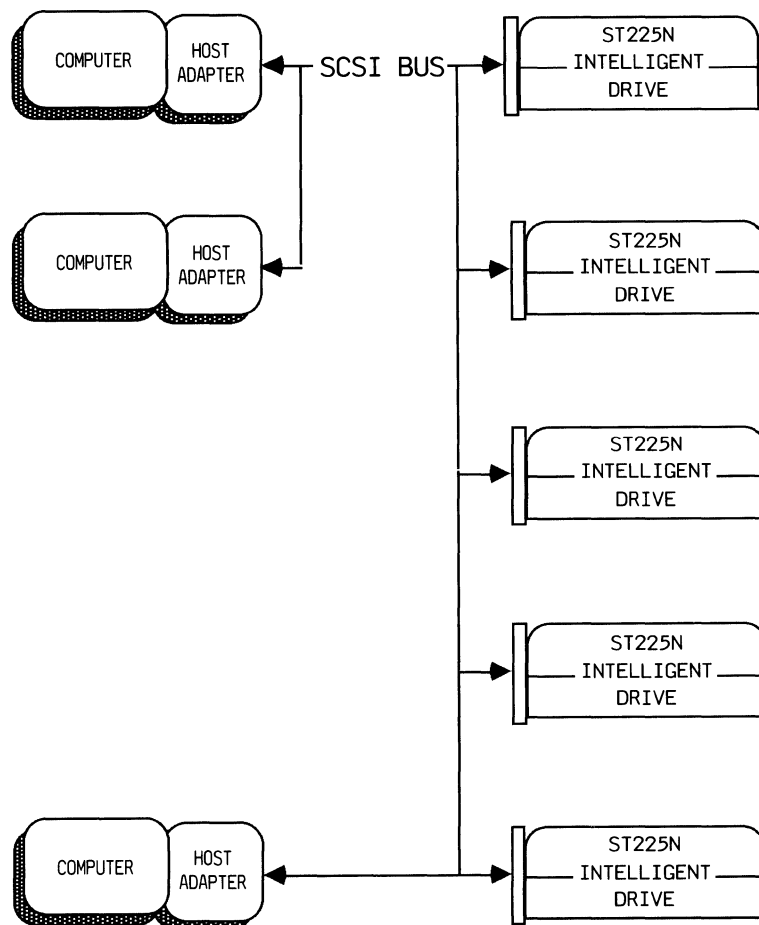 COMPUTER
HOST
ADAPTER
SCSI BUS
ST225N
INTELLIGENT
DRIVE
COMPUTER
HOST
ADAPTER
ST225N
INTELLIGENT
DRIVE
ST225N
INTELLIGENT
DRIVE
ST225N
INTELLIGENT
DRIVE
COMPUTER
HOST
ADAPTER
ST225N
INTELLIGENT
DRIVE